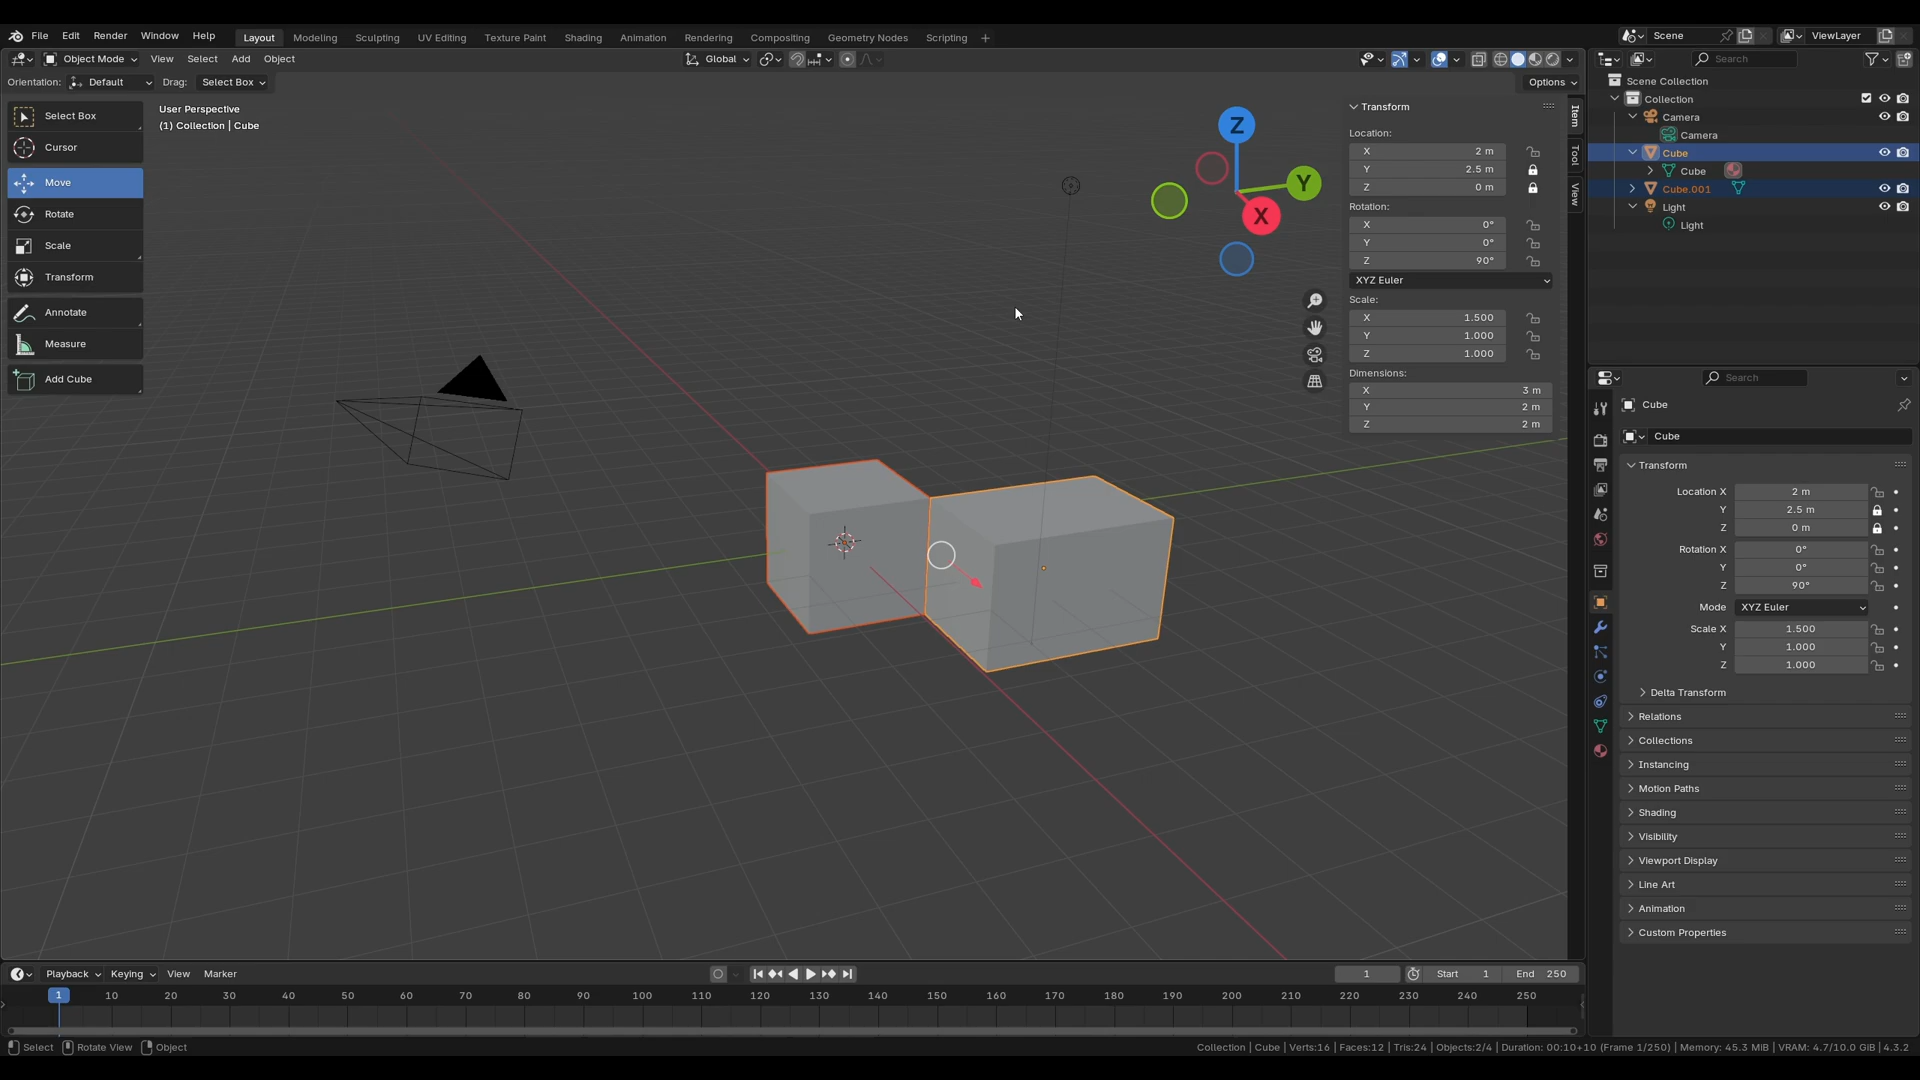 File Edit Render Window Help Layout Modeling Sculpting UV Editing Texture Paint Shading Animation Rendering Compositing Geometry Nodes Scripting + Scene ViewLayer
Object Mode View Select Add Object Global Search
Orientation: Default Drag: Select Box Options
Select Box
Cursor
Move
Rotate
Scale
Transform
Annotate
Measure
Add Cube
User Perspective
(1) Collection | Cube
Z
Y
X
Transform
Location:
X 2 m
Y 2.5 m
Z 0 m
Rotation:
X 0°
Y 0°
Z 90°
XYZ Euler
Scale:
X 1.500
Y 1.000
Z 1.000
Dimensions:
X 3 m
Y 2 m
Z 2 m
Item
Tool
View
Scene Collection
Collection
Camera
Camera
Cube
Cube
Cube.001
Light
Light
Search
Cube
Cube
Transform
Location X 2 m
Y 2.5 m
Z 0 m
Rotation X 0°
Y 0°
Z 90°
Mode XYZ Euler
Scale X 1.500
Y 1.000
Z 1.000
Delta Transform
Relations
Collections
Instancing
Motion Paths
Shading
Visibility
Viewport Display
Line Art
Animation
Custom Properties
Playback Keying View Marker 1 Start 1 End 250
1 10 20 30 40 50 60 70 80 90 100 110 120 130 140 150 160 170 180 190 200 210 220 230 240 250
Select Rotate View Object Collection | Cube | Verts:16 | Faces:12 | Tris:24 | Objects:2/4 | Duration: 00:10+10 (Frame 1/250) | Memory: 45.3 MiB | VRAM: 4.7/10.0 GiB | 4.3.2